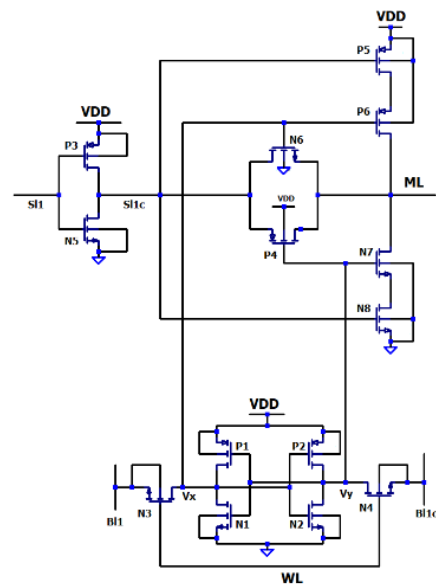 VDD
P5
VDD
P6
P3
N6
Sl1
Sl1c
VDD
ML
N5
P4
N7
N8
VDD
P1
P2
Bl1
N3
Vx
Vy
N4
Bl1c
N1
N2
WL